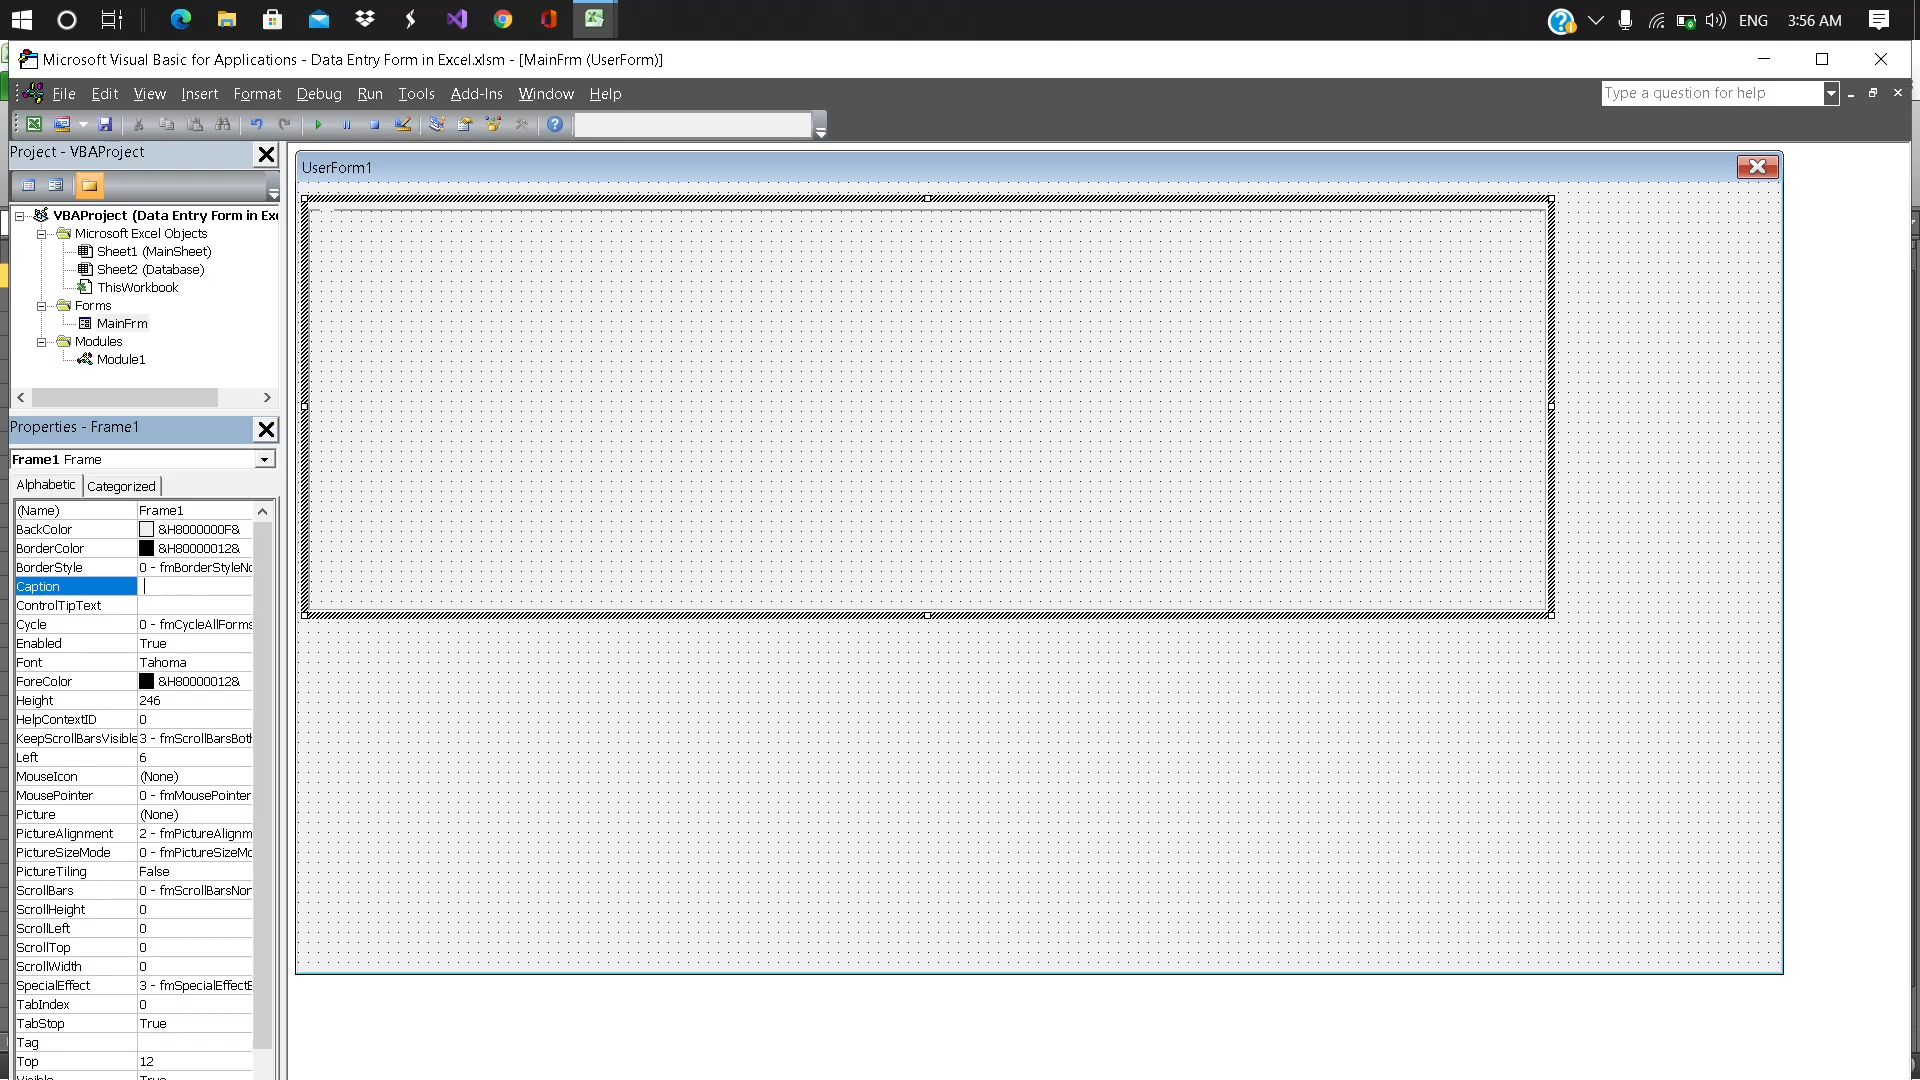 ENG
3:56 AM
Microsoft Visual Basic for Applications - Data Entry Form in Excel.xlsm - [MainFrm (UserForm)]
File Edit View Insert Format Debug Run Tools Add-Ins Window Help
Type a question for help
Project - VBAProject
UserForm1
VBAProject (Data Entry Form in Exc
Microsoft Excel Objects
Sheet1 (MainSheet)
Sheet2 (Database)
ThisWorkbook
Forms
MainFrm
Modules
Module1
Properties - Frame1
Frame1 Frame
Alphabetic Categorized
(Name) Frame1
BackColor &H8000000F&
BorderColor &H80000012&
BorderStyle 0 - fmBorderStyleNo
Caption
ControlTipText
Cycle 0 - fmCycleAllForms
Enabled True
Font Tahoma
ForeColor &H80000012&
Height 246
HelpContextID 0
KeepScrollBarsVisible 3 - fmScrollBarsBoth
Left 6
MouseIcon (None)
MousePointer 0 - fmMousePointer
Picture (None)
PictureAlignment 2 - fmPictureAlignm
PictureSizeMode 0 - fmPictureSizeMo
PictureTiling False
ScrollBars 0 - fmScrollBarsNon
ScrollHeight 0
ScrollLeft 0
ScrollTop 0
ScrollWidth 0
SpecialEffect 3 - fmSpecialEffectE
TabIndex 0
TabStop True
Tag
Top 12
Visible True